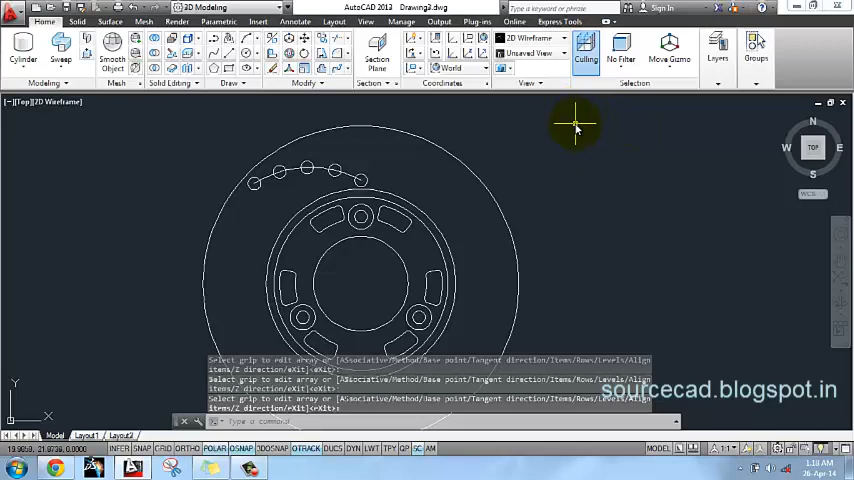 3D Modeling
AutoCAD 2013   Drawing3.dwg
Type a keyword or phrase
Sign In
Home Solid Surface Mesh Render Parametric Insert Annotate Layout View Manage Output Plug-ins Online Express Tools
Cylinder Sweep Smooth Object Section Plane Culling No Filter Move Gizmo Layers Groups
2D Wireframe
Unsaved View
World
Modeling Mesh Solid Editing Draw Modify Section Coordinates View Selection
[−][Top][2D Wireframe]
N
W TOP E
S
WCS
Select grip to edit array or [ASsociative/Method/Base point/Tangent direction/Items/Rows/Levels/Align
items/Z direction/eXit]<eXit>:
Select grip to edit array or [ASsociative/Method/Base point/Tangent direction/Items/Rows/Levels/Align
items/Z direction/eXit]<eXit>:
Select grip to edit array or [ASsociative/Method/Base point/Tangent direction/Items/Rows/Levels/Align
items/Z direction/eXit]<eXit>:
sourcecad.blogspot.in
Y
X
Type a command
Model Layout1 Layout2
INFER SNAP GRID ORTHO POLAR OSNAP 3DOSNAP OTRACK DUCS DYN LWT TPY QP SC AM
MODEL
1:1
1:18 AM
26-Apr-14